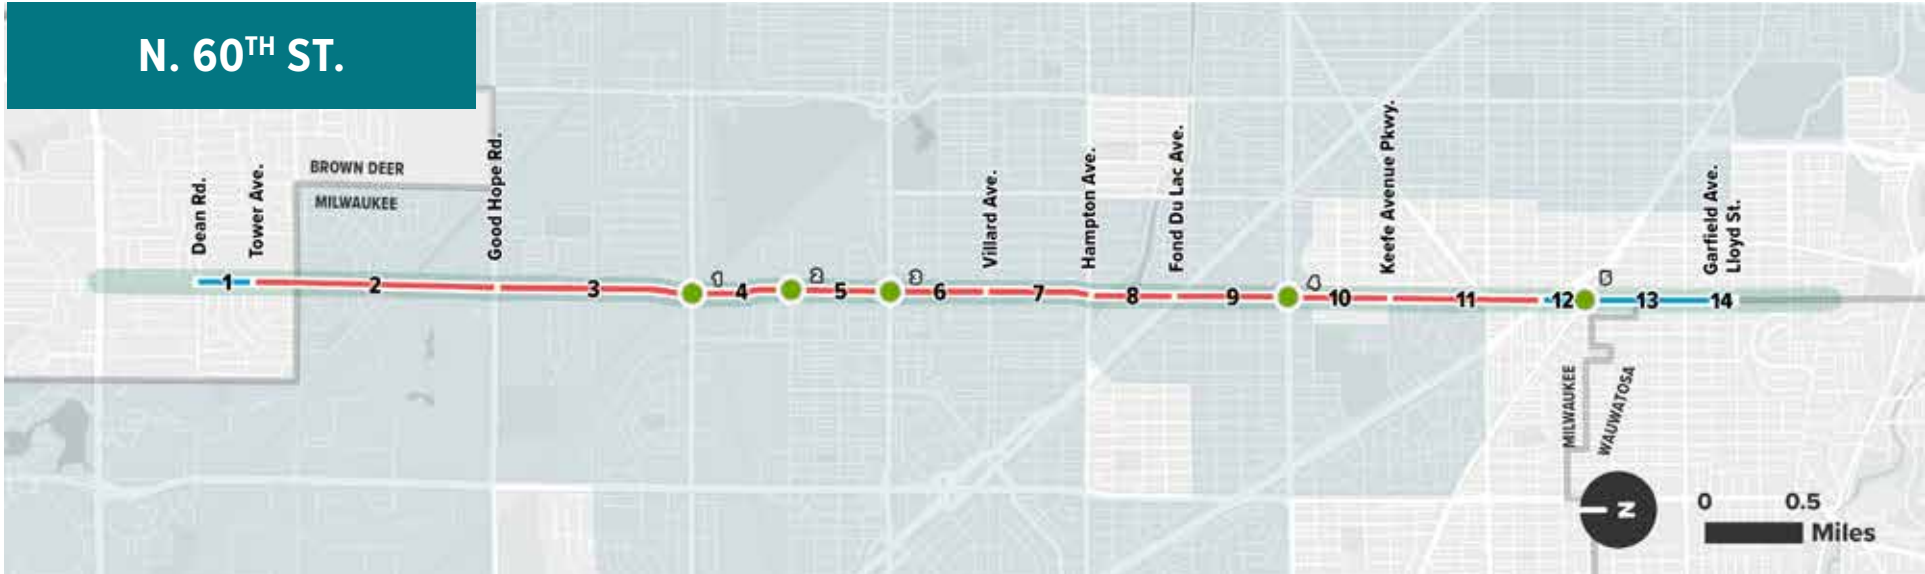 N. 60TH ST.
BROWN DEER
MILWAUKEE
Dean Rd.
Tower Ave.
Good Hope Rd.
Villard Ave.
Hampton Ave.
Fond Du Lac Ave.
Keefe Avenue Pkwy.
Garfield Ave.
Lloyd St.
1
2
3
1
4
2
5
3
6
7
8
9
4
10
11
12
5
13
14
MILWAUKEE
WAUWATOSA
N
0 0.5
Miles